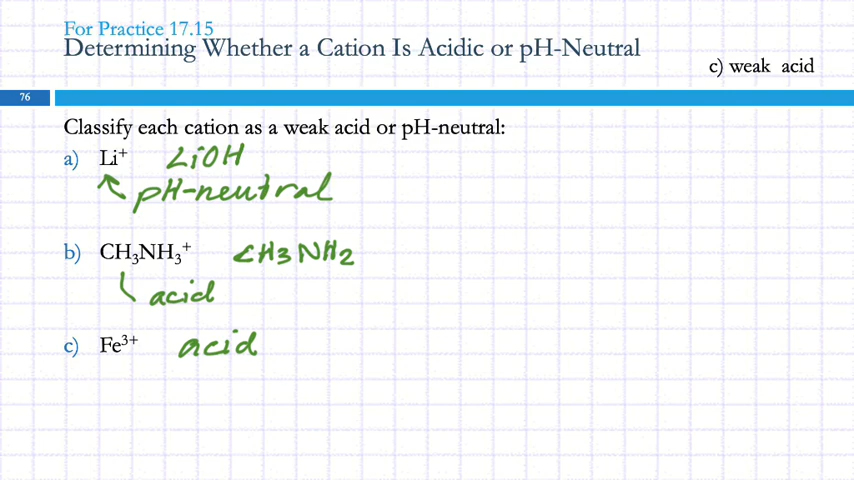 For Practice 17.15
Determining Whether a Cation Is Acidic or pH-Neutral
c) weak acid
76
Classify each cation as a weak acid or pH-neutral:
a) Li⁺ LiOH
pH-neutral
b) CH₃NH₃⁺ CH3NH2
acid
c) Fe³⁺ acid